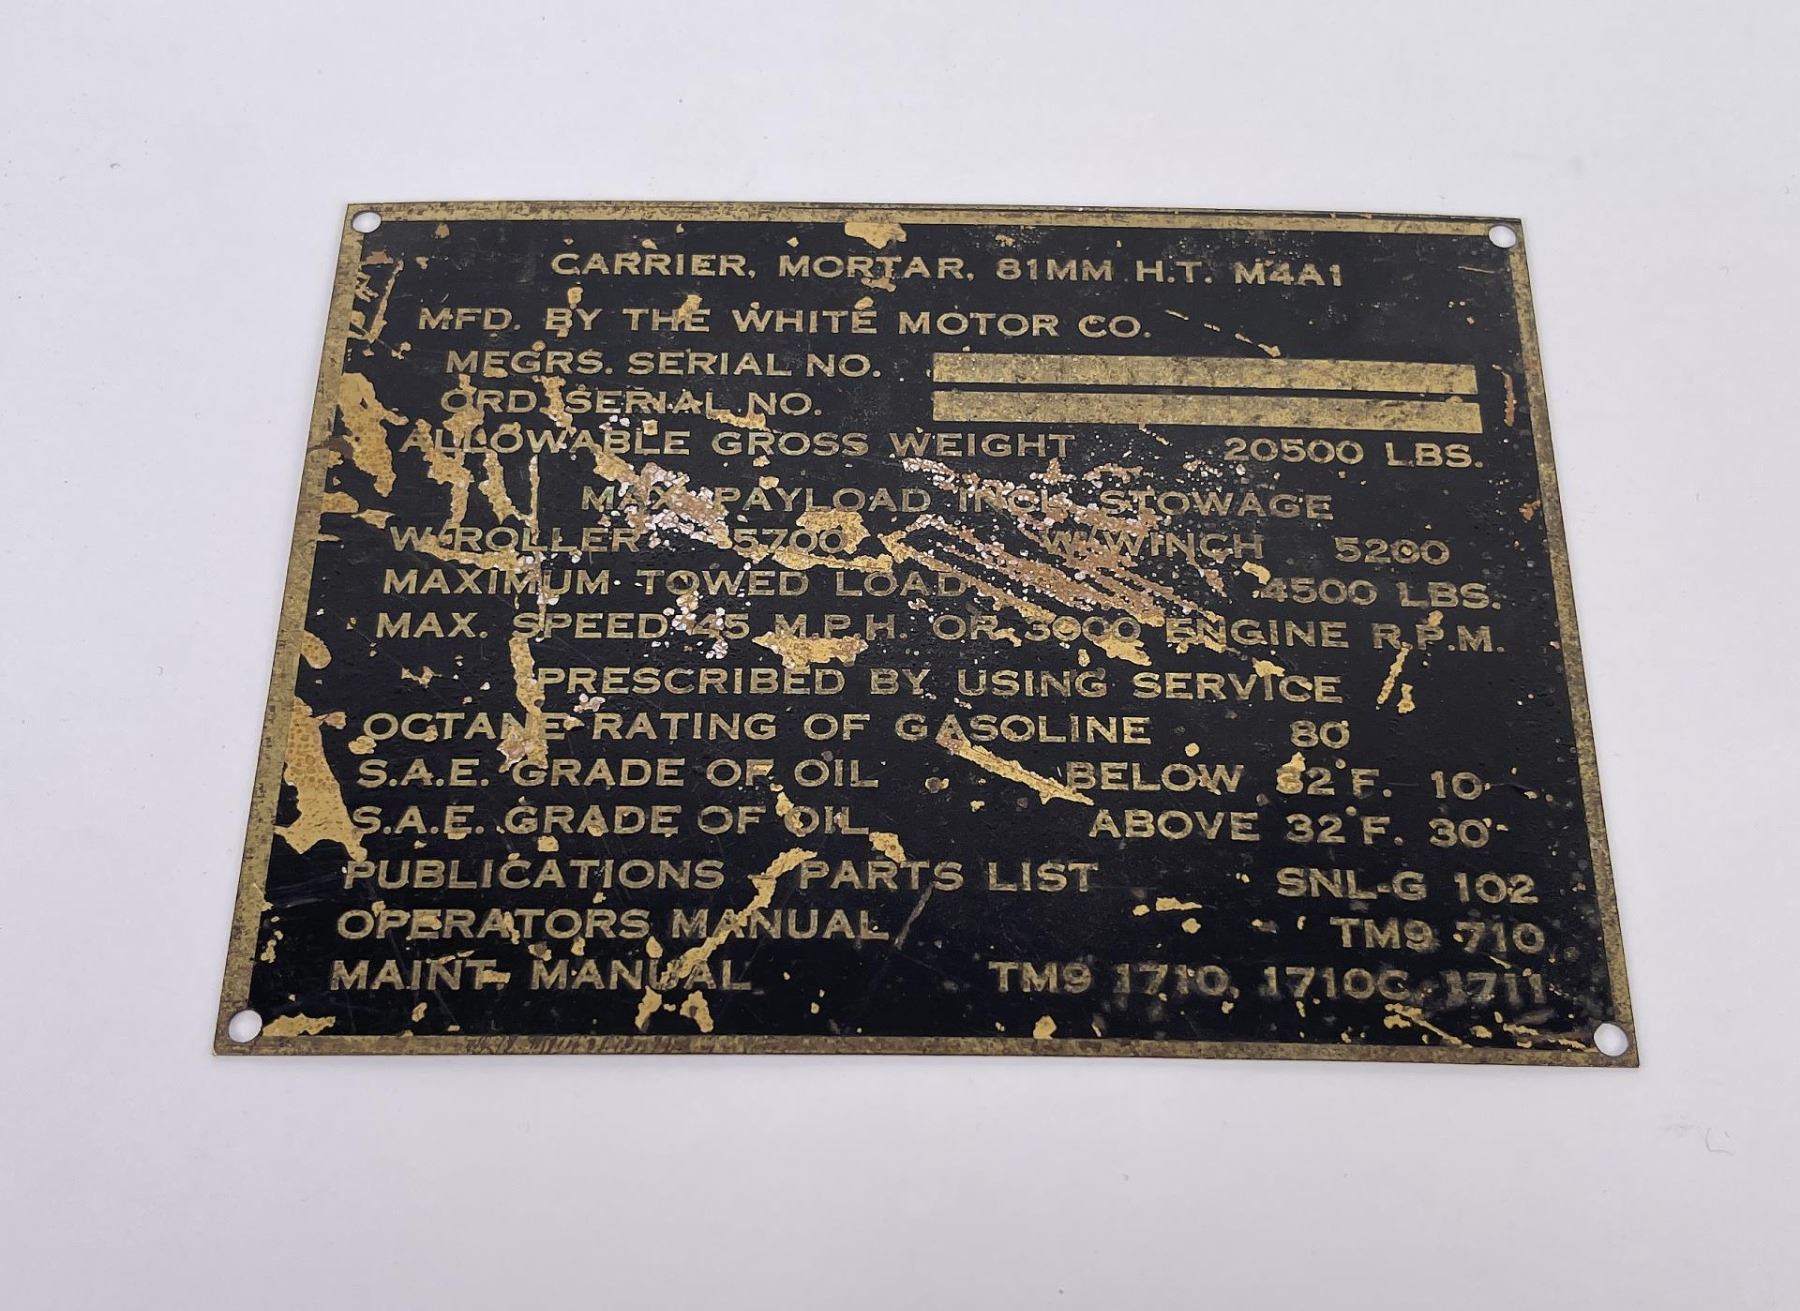 CARRIER, MORTAR, 81MM H.T. M4A1
MFD. BY THE WHITE MOTOR CO.
MFGRS. SERIAL NO.
ORD. SERIAL NO.
ALLOWABLE GROSS WEIGHT 20500 LBS.
MAX. PAYLOAD INCL. STOWAGE
W-ROLLER 5700 W-WINCH 5200
MAXIMUM TOWED LOAD 4500 LBS.
MAX. SPEED 45 M.P.H. OR 3000 ENGINE R.P.M.
PRESCRIBED BY USING SERVICE
OCTANE RATING OF GASOLINE 80
S.A.E. GRADE OF OIL BELOW 32°F. 10
S.A.E. GRADE OF OIL ABOVE 32°F. 30
PUBLICATIONS - PARTS LIST SNL-G 102
OPERATORS MANUAL TM9 710
MAINT. MANUAL TM9 1710, 1710C, 1711